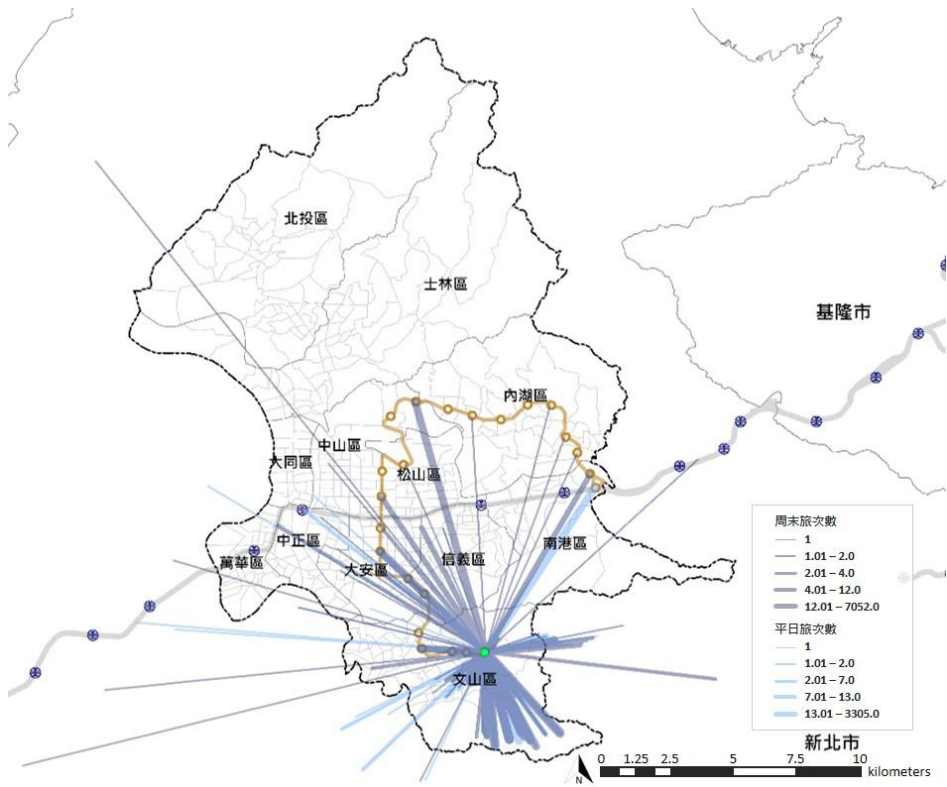 北投區
士林區
基隆市
內湖區
中山區
大同區
松山區
中正區
信義區
南港區
萬華區
大安區
文山區
周末旅次數
1
1.01 – 2.0
2.01 – 4.0
4.01 – 12.0
12.01 – 7052.0
平日旅次數
1
1.01 – 2.0
2.01 – 7.0
7.01 – 13.0
13.01 – 3305.0
新北市
N
0 1.25 2.5 5 7.5 10
kilometers